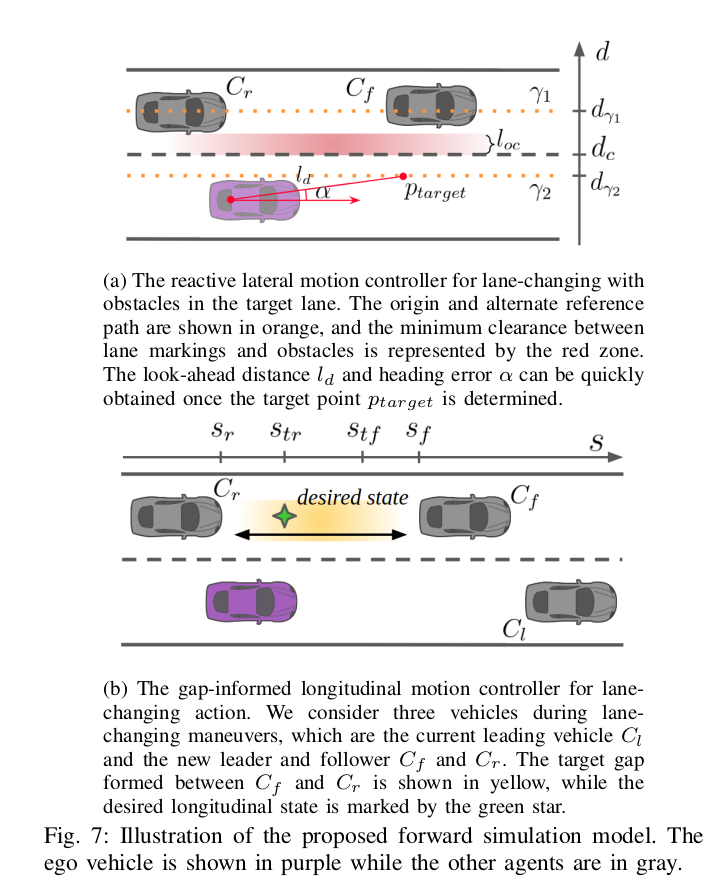 d
C_r
C_f
γ_1
d_{γ_1}
l_{oc}
d_c
l_d
α
p_{target}
γ_2
d_{γ_2}
(a) The reactive lateral motion controller for lane-changing with
obstacles in the target lane. The origin and alternate reference
path are shown in orange, and the minimum clearance between
lane markings and obstacles is represented by the red zone.
The look-ahead distance l_d and heading error α can be quickly
obtained once the target point p_{target} is determined.
s_r s_{tr} s_{tf} s_f
s
C_r
desired state
C_f
C_l
(b) The gap-informed longitudinal motion controller for lane-
changing action. We consider three vehicles during lane-
changing maneuvers, which are the current leading vehicle C_l
and the new leader and follower C_f and C_r. The target gap
formed between C_f and C_r is shown in yellow, while the
desired longitudinal state is marked by the green star.
Fig. 7: Illustration of the proposed forward simulation model. The
ego vehicle is shown in purple while the other agents are in gray.